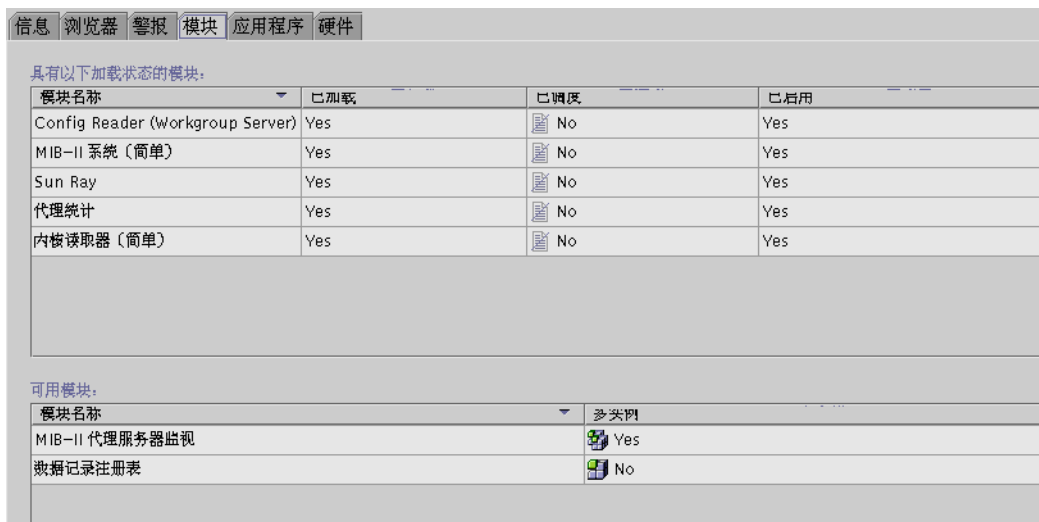 信息 浏览器 警报 模块 应用程序 硬件
具有以下加载状态的模块:
模块名称 已加载 已调度 已启用
Config Reader (Workgroup Server) Yes No Yes
MIB-II 系统〔简单〕 Yes No Yes
Sun Ray Yes No Yes
代理统计 Yes No Yes
内核读取器〔简单〕 Yes No Yes
可用模块:
模块名称 多实例
MIB-II 代理服务器监视 Yes
数据记录注册表 No